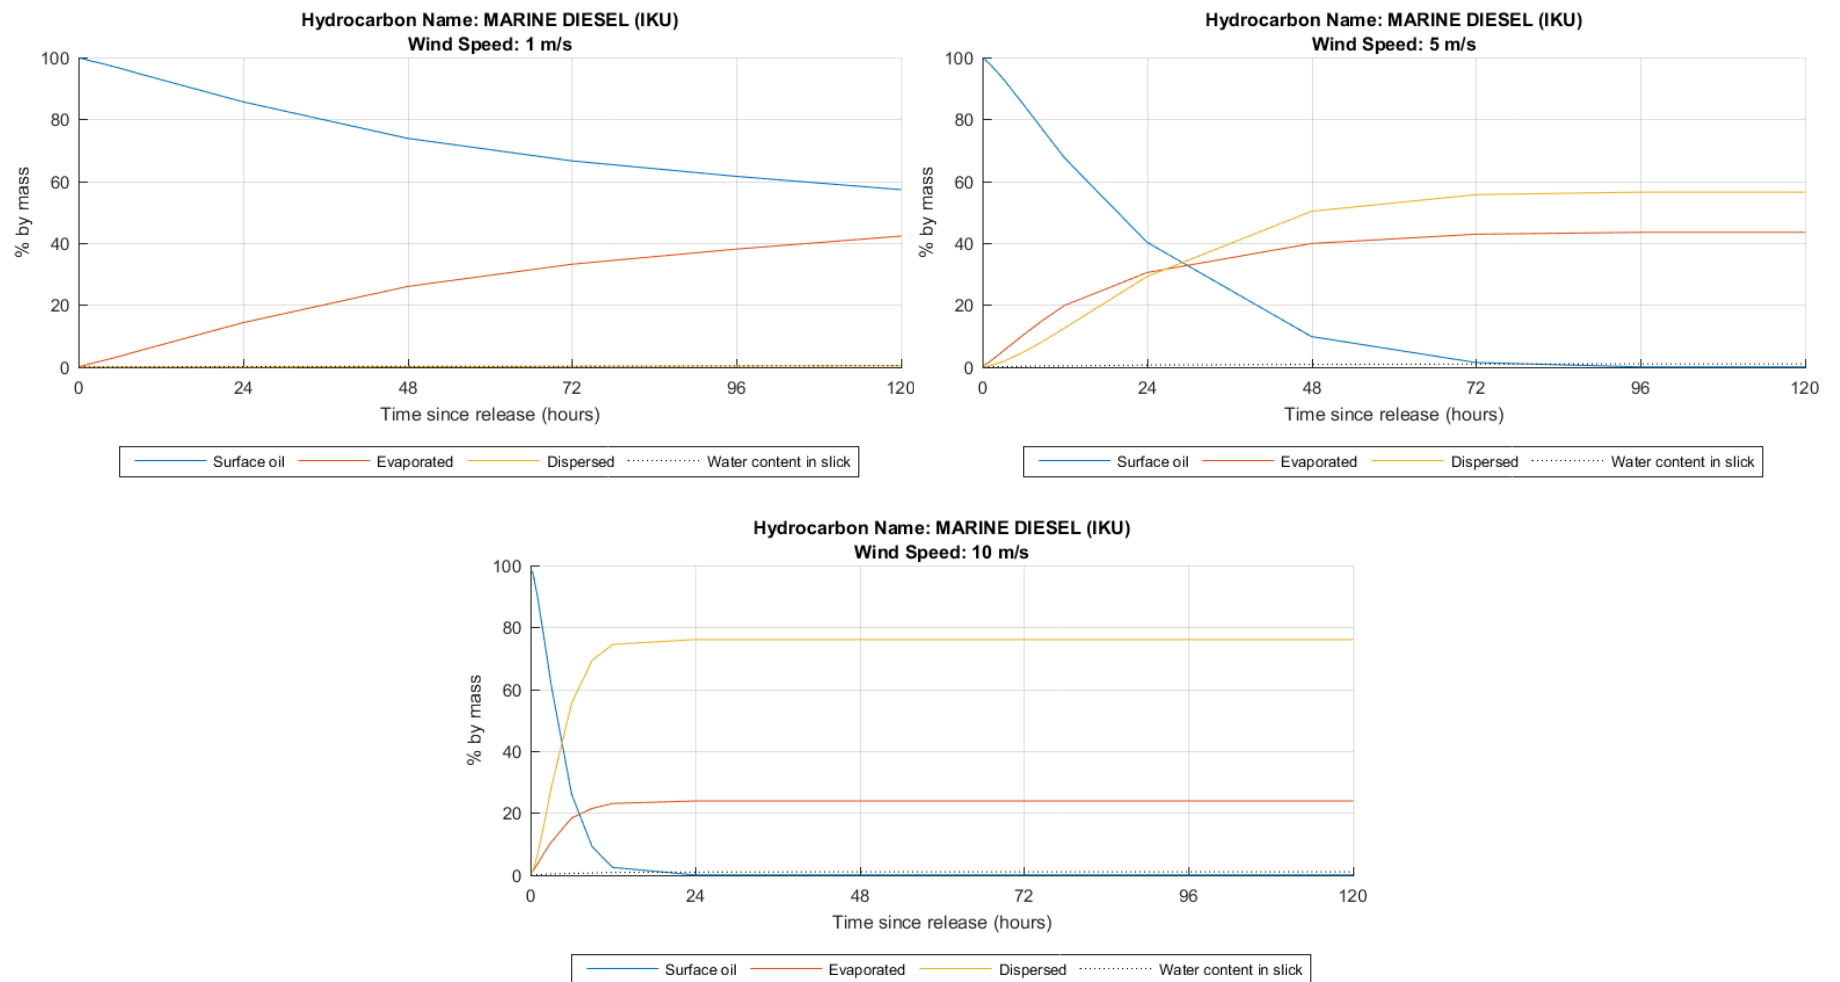 Hydrocarbon Name: MARINE DIESEL (IKU)
Wind Speed: 1 m/s
100
80
60
40
20
0
% by mass
0 24 48 72 96 120
Time since release (hours)
Surface oil Evaporated Dispersed Water content in slick
Hydrocarbon Name: MARINE DIESEL (IKU)
Wind Speed: 5 m/s
100
80
60
40
20
0
% by mass
0 24 48 72 96 120
Time since release (hours)
Surface oil Evaporated Dispersed Water content in slick
Hydrocarbon Name: MARINE DIESEL (IKU)
Wind Speed: 10 m/s
100
80
60
40
20
0
% by mass
0 24 48 72 96 120
Time since release (hours)
Surface oil Evaporated Dispersed Water content in slick